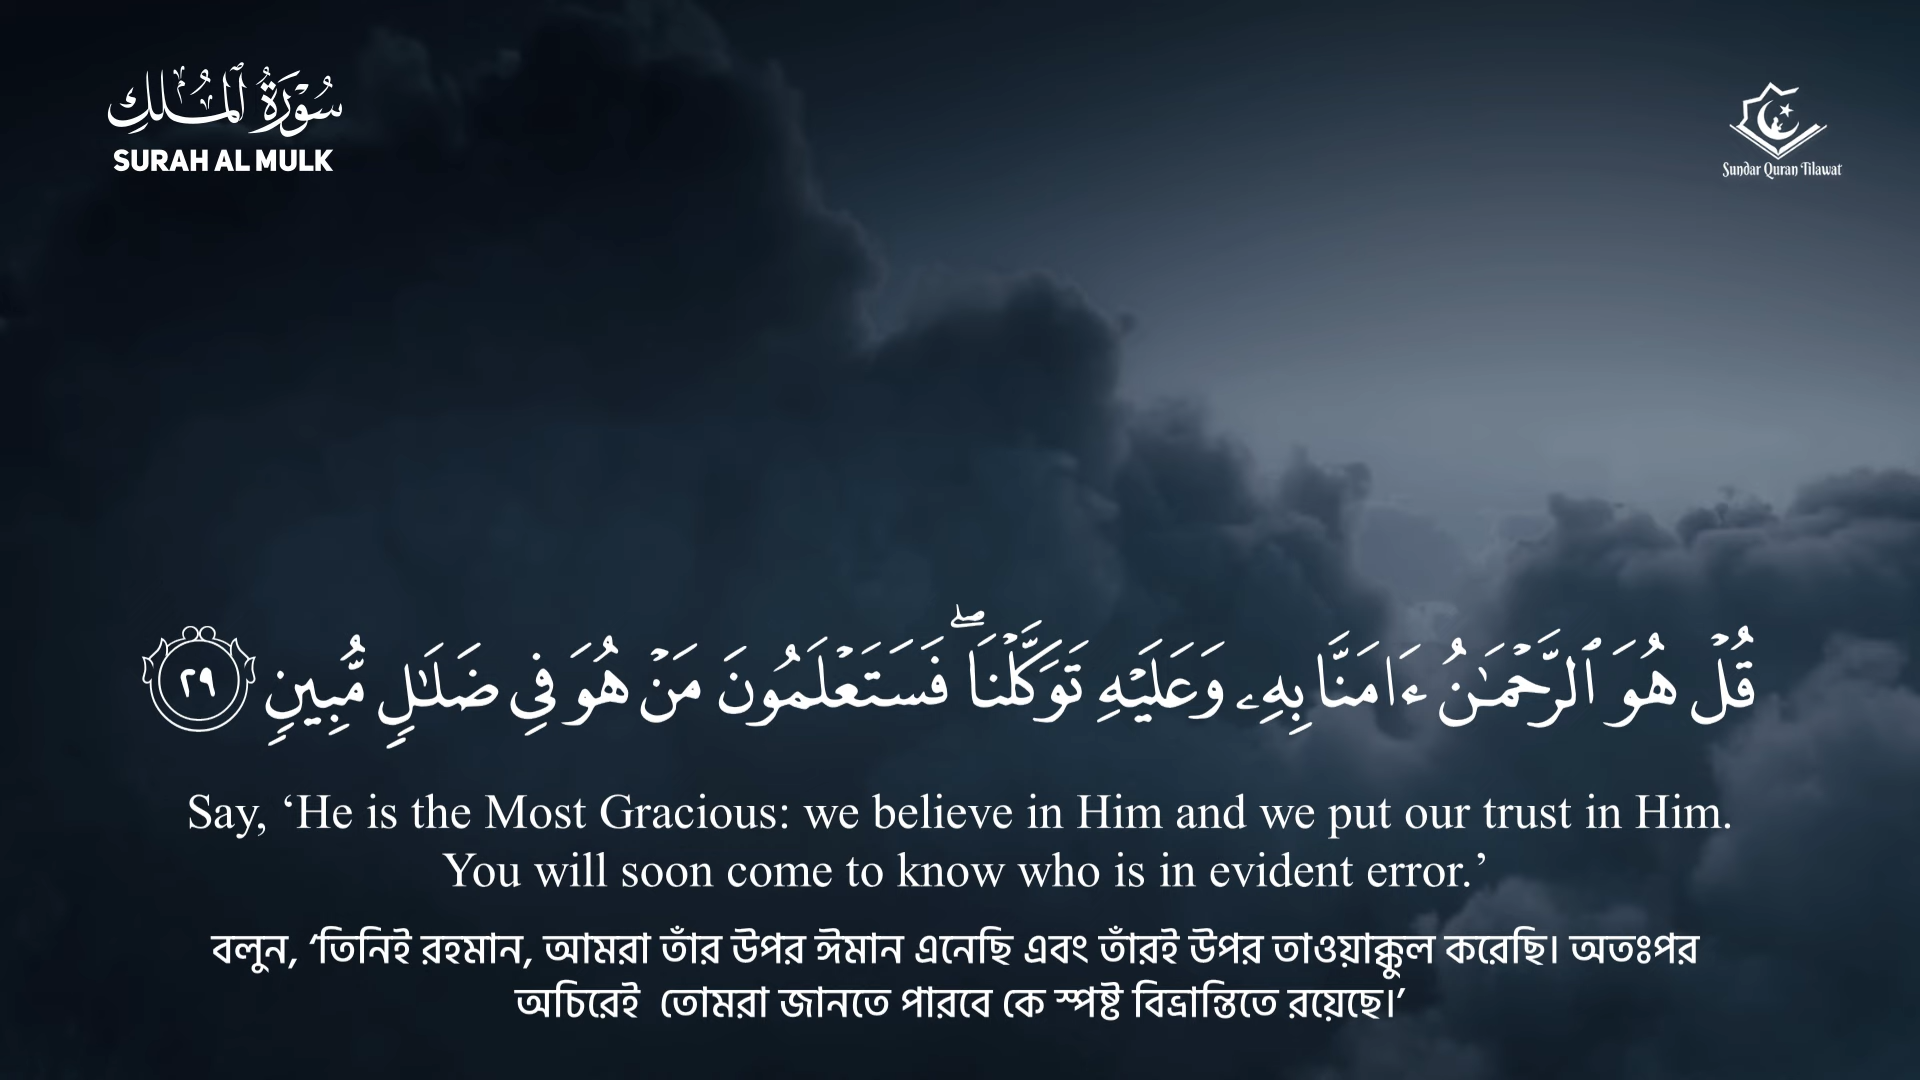 سُورَةُ ٱلْمُلْكِ
SURAH AL MULK
Sundar Quran Tilawat
قُلْ هُوَ ٱلرَّحْمَـٰنُ ءَامَنَّا بِهِۦ وَعَلَيْهِ تَوَكَّلْنَا ۖ فَسَتَعْلَمُونَ مَنْ هُوَ فِى ضَلَـٰلٍ مُّبِينٍ ٢٩
Say, ‘He is the Most Gracious: we believe in Him and we put our trust in Him.
You will soon come to know who is in evident error.’
বলুন, ‘তিনিই রহমান, আমরা তাঁর উপর ঈমান এনেছি এবং তাঁরই উপর তাওয়াক্কুল করেছি। অতঃপর
অচিরেই তোমরা জানতে পারবে কে স্পষ্ট বিভ্রান্তিতে রয়েছে।’